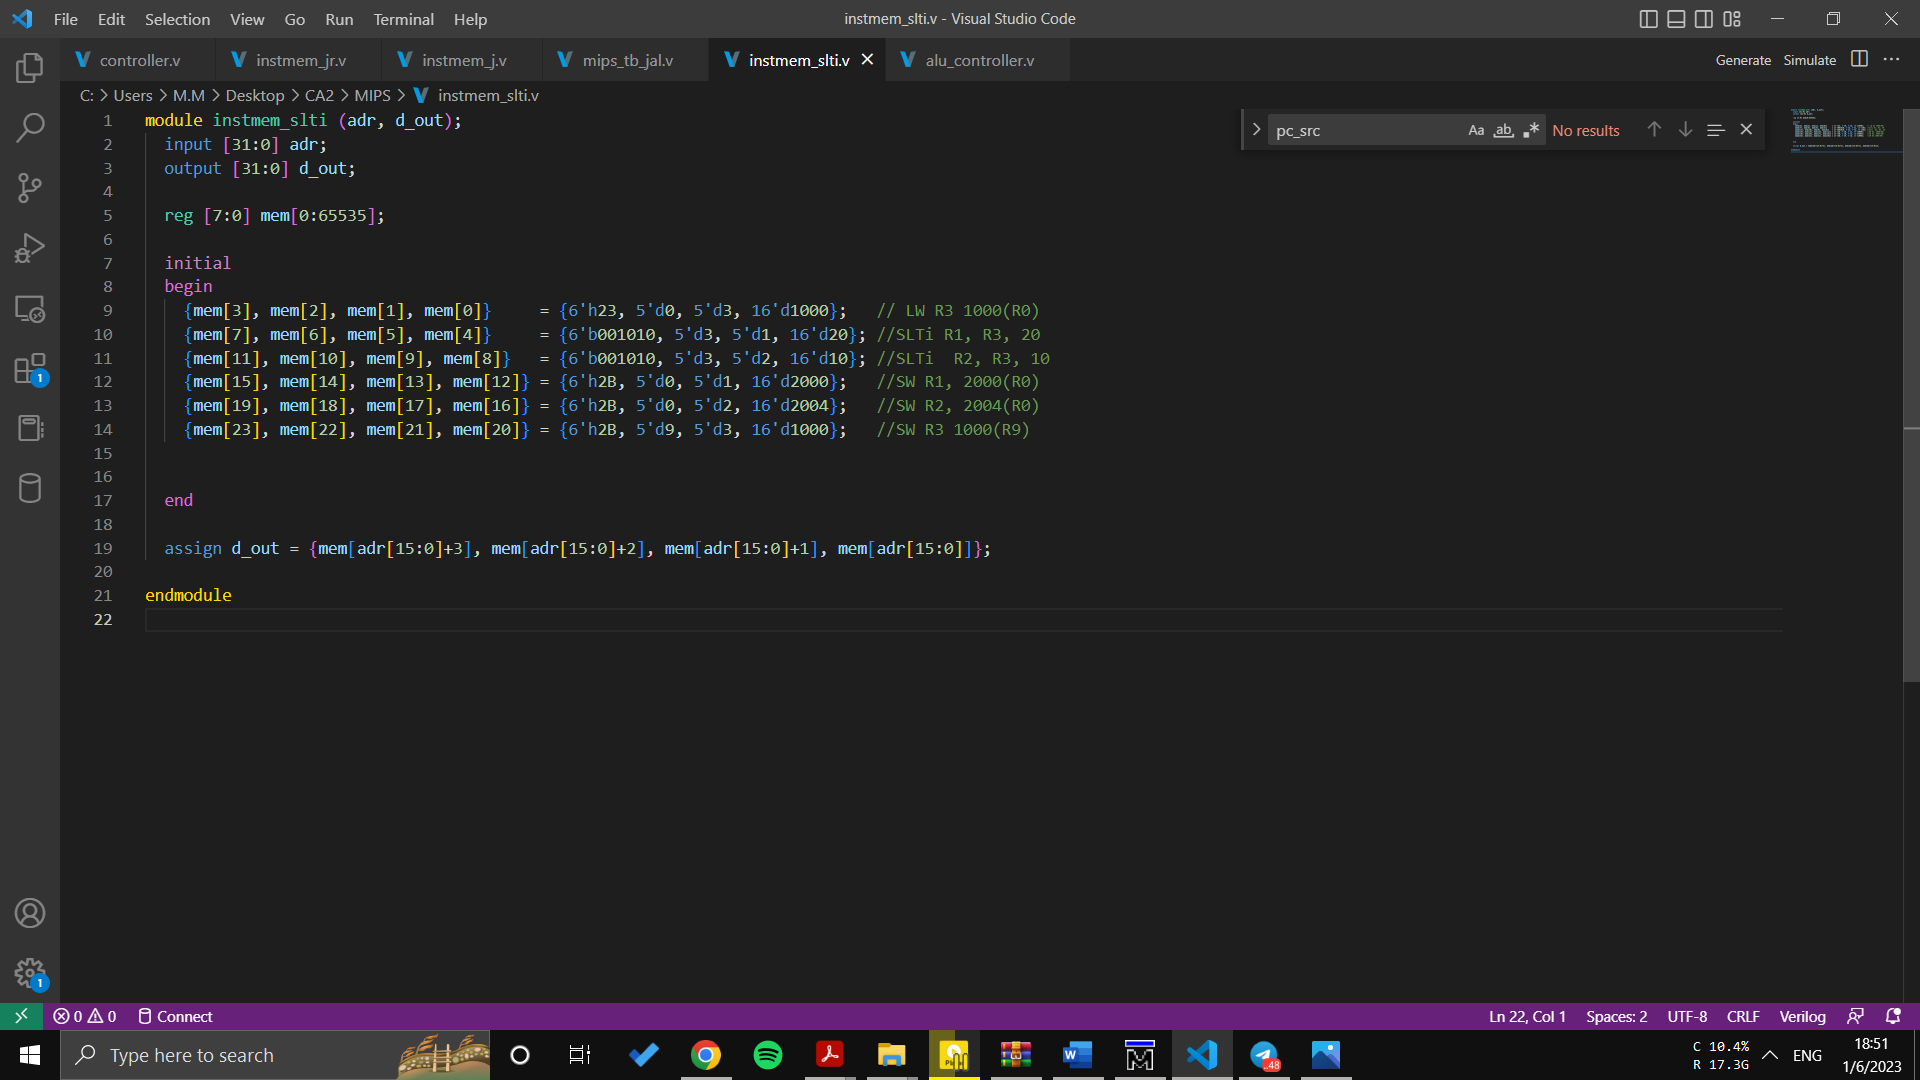 File Edit Selection View Go Run Terminal Help instmem_slti.v - Visual Studio Code
controller.v instmem_jr.v instmem_j.v mips_tb_jal.v instmem_slti.v alu_controller.v Generate Simulate
C: > Users > M.M > Desktop > CA2 > MIPS > instmem_slti.v
pc_src Aa ab No results
1 module instmem_slti (adr, d_out);
2 input [31:0] adr;
3 output [31:0] d_out;
4
5 reg [7:0] mem[0:65535];
6
7 initial
8 begin
9 {mem[3], mem[2], mem[1], mem[0]} = {6'h23, 5'd0, 5'd3, 16'd1000}; // LW R3 1000(R0)
10 {mem[7], mem[6], mem[5], mem[4]} = {6'b001010, 5'd3, 5'd1, 16'd20}; //SLTi R1, R3, 20
11 {mem[11], mem[10], mem[9], mem[8]} = {6'b001010, 5'd3, 5'd2, 16'd10}; //SLTi  R2, R3, 10
12 {mem[15], mem[14], mem[13], mem[12]} = {6'h2B, 5'd0, 5'd1, 16'd2000}; //SW R1, 2000(R0)
13 {mem[19], mem[18], mem[17], mem[16]} = {6'h2B, 5'd0, 5'd2, 16'd2004}; //SW R2, 2004(R0)
14 {mem[23], mem[22], mem[21], mem[20]} = {6'h2B, 5'd9, 5'd3, 16'd1000}; //SW R3 1000(R9)
15
16
17 end
18
19 assign d_out = {mem[adr[15:0]+3], mem[adr[15:0]+2], mem[adr[15:0]+1], mem[adr[15:0]]};
20
21 endmodule
22
1
1
0 0 Connect Ln 22, Col 1 Spaces: 2 UTF-8 CRLF Verilog
Type here to search W M 48 C 10.4% ENG 18:51
R 17.3G 1/6/2023